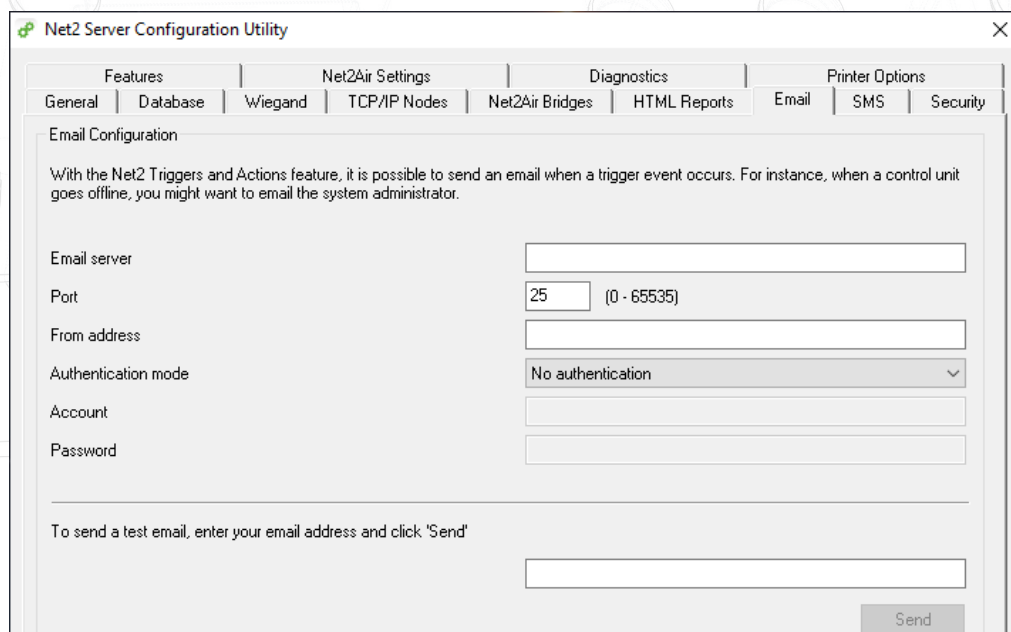 Net2 Server Configuration Utility
Features Net2Air Settings Diagnostics Printer Options
General Database Wiegand TCP/IP Nodes Net2Air Bridges HTML Reports Email SMS Security
Email Configuration
With the Net2 Triggers and Actions feature, it is possible to send an email when a trigger event occurs. For instance, when a control unit
goes offline, you might want to email the system administrator.
Email server
Port 25 (0 - 65535)
From address
Authentication mode No authentication
Account
Password
To send a test email, enter your email address and click 'Send'
Send